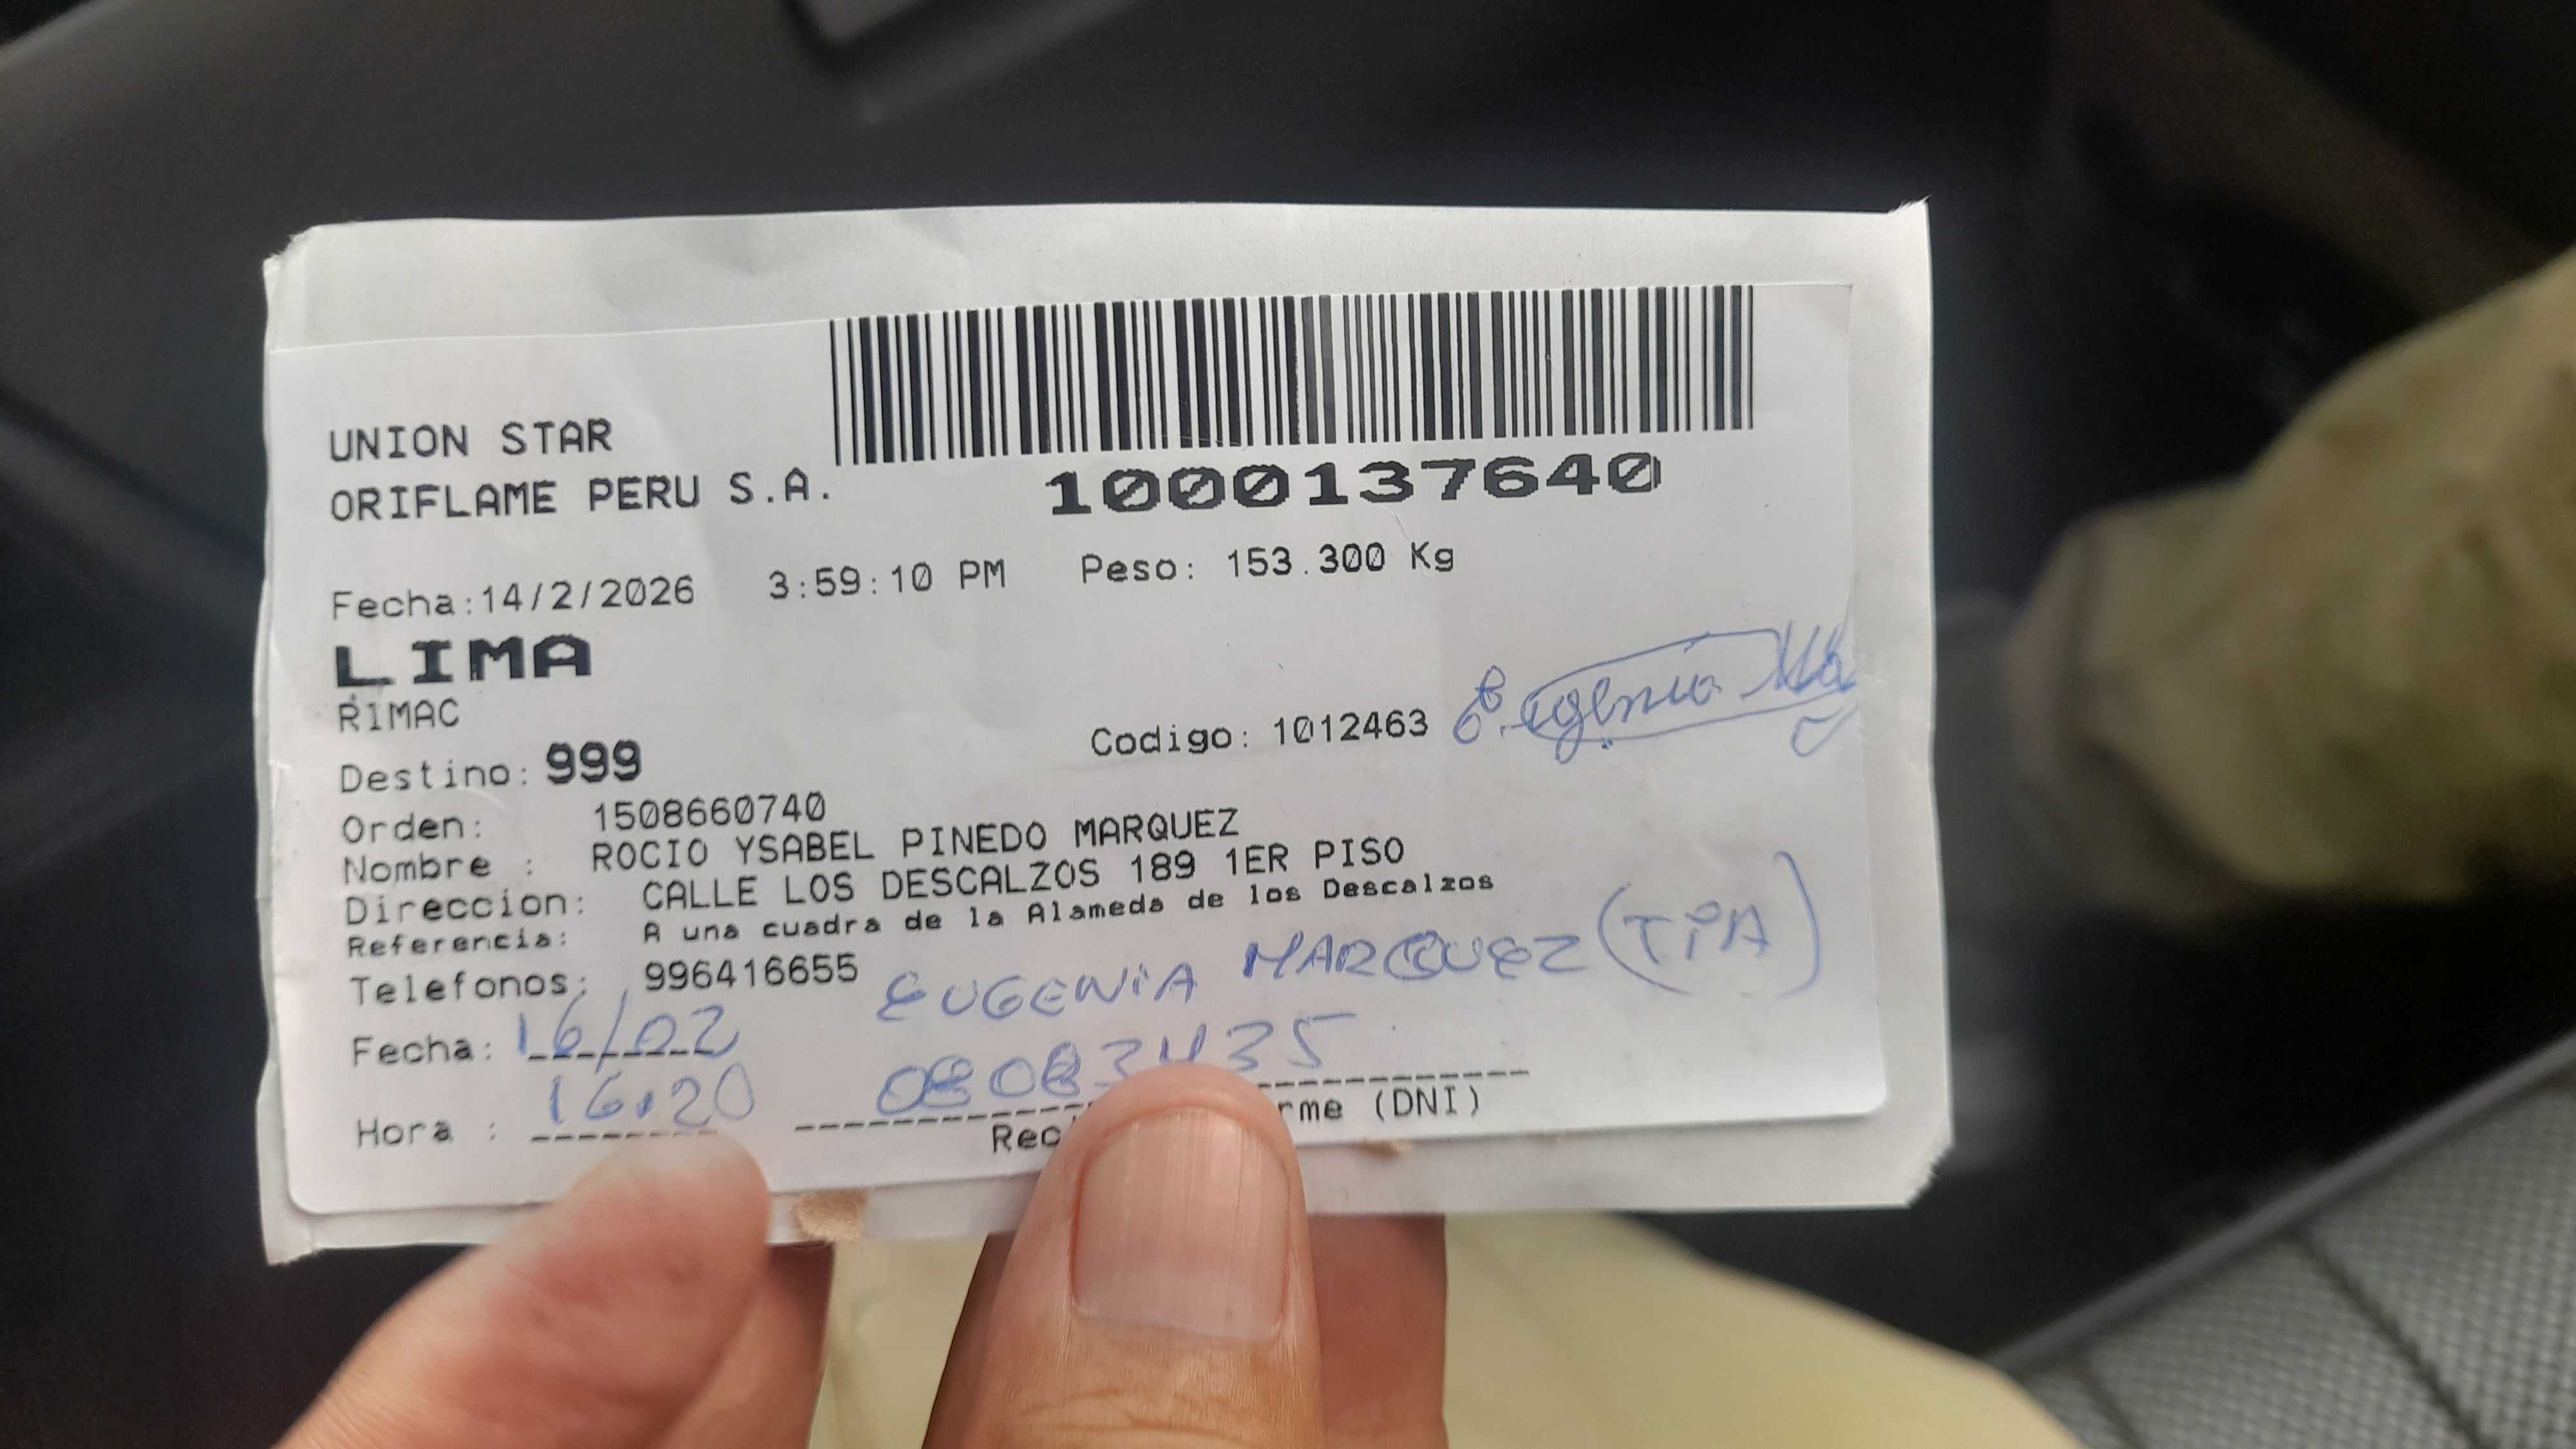 UNION STAR
ORIFLAME PERU S.A.
1000137640
Fecha:14/2/2026 3:59:10 PM Peso: 153.300 Kg
LIMA
RIMAC
Destino: 999
Codigo: 1012463
Eugenia
Orden: 1508660740
Nombre : ROCIO YSABEL PINEDO MARQUEZ
Direccion: CALLE LOS DESCALZOS 189 1ER PISO
Referencia: A una cuadra de la Alameda de los Descalzos
Telefonos: 996416655
EUGENIA MARQUEZ (TIA)
Fecha: 16/02
Hora : 16.20
(DNI)